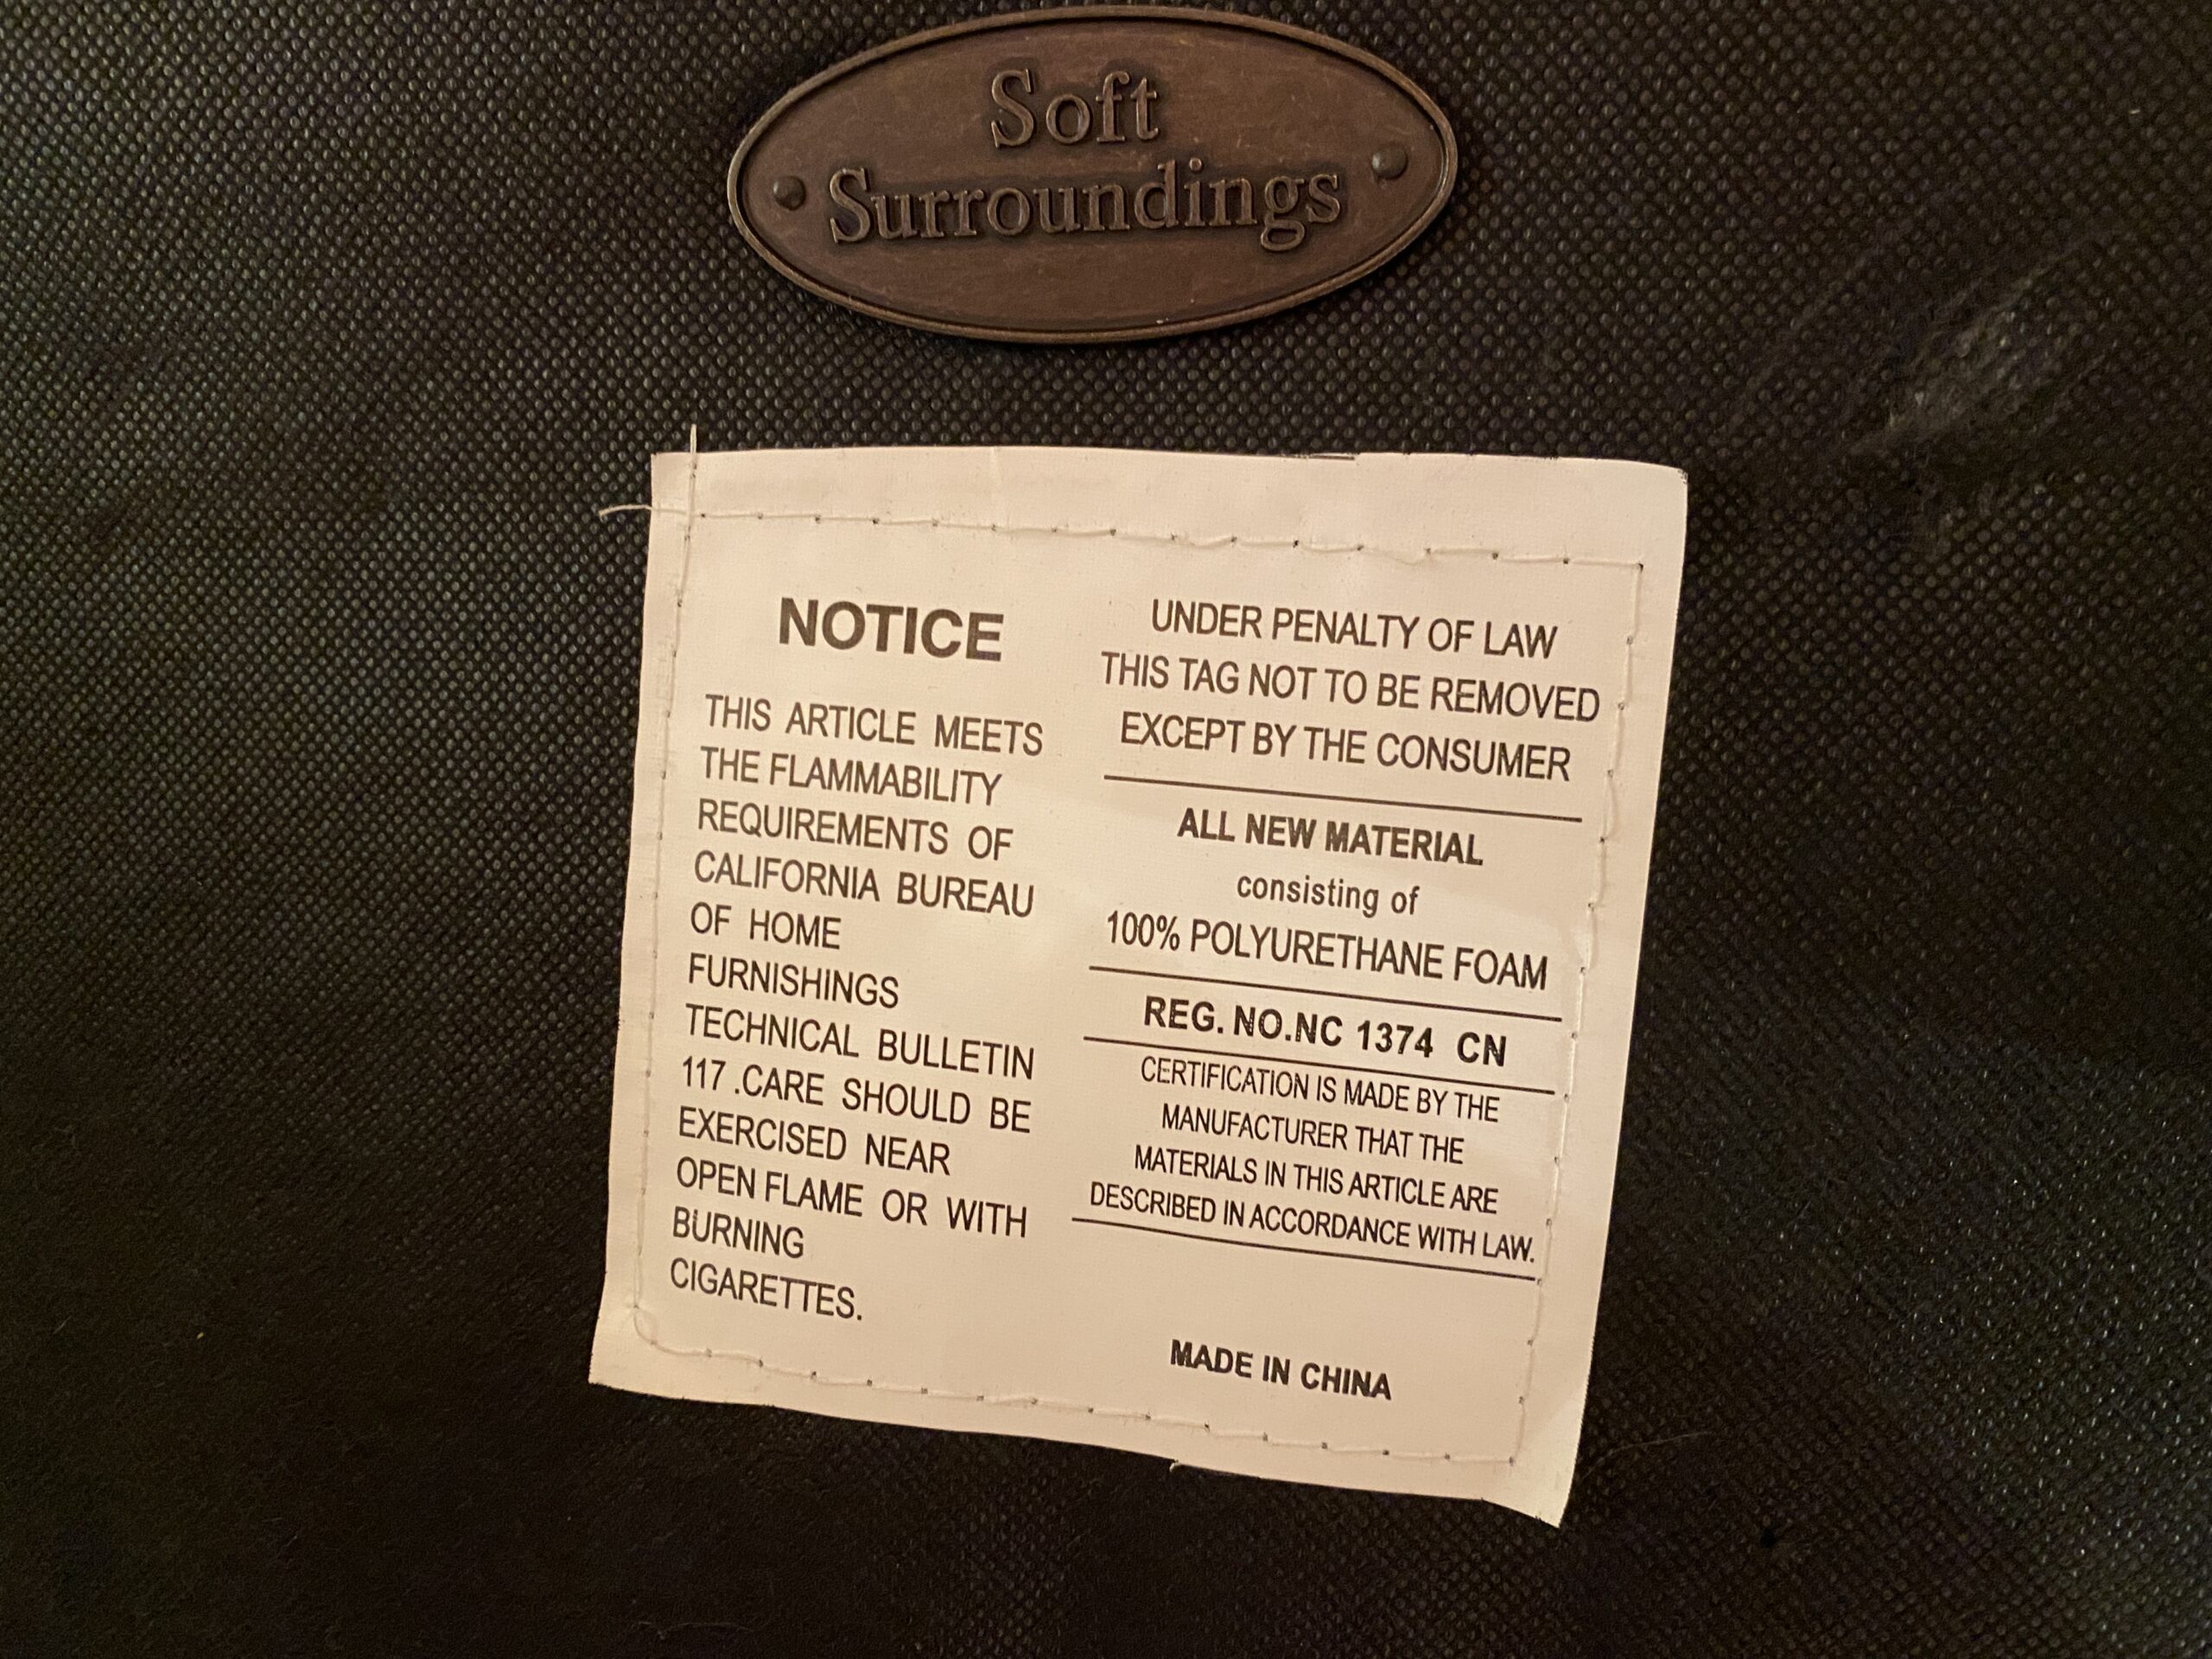 Soft
Surroundings
NOTICE
THIS ARTICLE MEETS
THE FLAMMABILITY
REQUIREMENTS OF
CALIFORNIA BUREAU
OF HOME
FURNISHINGS
TECHNICAL BULLETIN
117 .CARE SHOULD BE
EXERCISED NEAR
OPEN FLAME OR WITH
BURNING
CIGARETTES.
UNDER PENALTY OF LAW
THIS TAG NOT TO BE REMOVED
EXCEPT BY THE CONSUMER
ALL NEW MATERIAL
consisting of
100% POLYURETHANE FOAM
REG. NO.NC 1374 CN
CERTIFICATION IS MADE BY THE
MANUFACTURER THAT THE
MATERIALS IN THIS ARTICLE ARE
DESCRIBED IN ACCORDANCE WITH LAW.
MADE IN CHINA